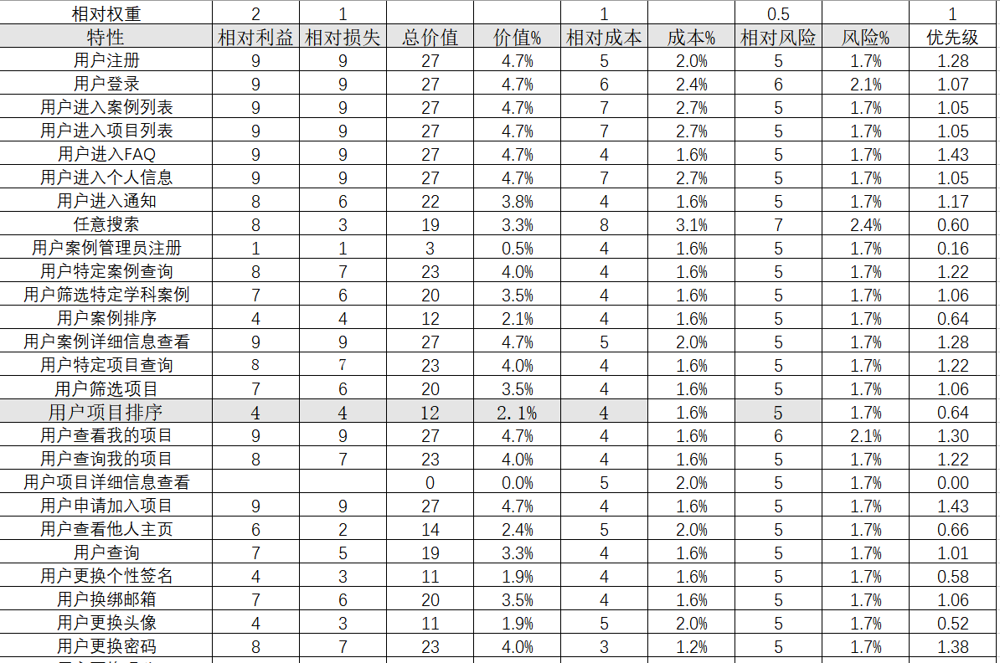 相对权重 2 1 1 0.5 1
特性 相对利益 相对损失 总价值 价值% 相对成本 成本% 相对风险 风险% 优先级
用户注册 9 9 27 4.7% 5 2.0% 5 1.7% 1.28
用户登录 9 9 27 4.7% 6 2.4% 6 2.1% 1.07
用户进入案例列表 9 9 27 4.7% 7 2.7% 5 1.7% 1.05
用户进入项目列表 9 9 27 4.7% 7 2.7% 5 1.7% 1.05
用户进入FAQ 9 9 27 4.7% 4 1.6% 5 1.7% 1.43
用户进入个人信息 9 9 27 4.7% 7 2.7% 5 1.7% 1.05
用户进入通知 8 6 22 3.8% 4 1.6% 5 1.7% 1.17
任意搜索 8 3 19 3.3% 8 3.1% 7 2.4% 0.60
用户案例管理员注册 1 1 3 0.5% 4 1.6% 5 1.7% 0.16
用户特定案例查询 8 7 23 4.0% 4 1.6% 5 1.7% 1.22
用户筛选特定学科案例 7 6 20 3.5% 4 1.6% 5 1.7% 1.06
用户案例排序 4 4 12 2.1% 4 1.6% 5 1.7% 0.64
用户案例详细信息查看 9 9 27 4.7% 5 2.0% 5 1.7% 1.28
用户特定项目查询 8 7 23 4.0% 4 1.6% 5 1.7% 1.22
用户筛选项目 7 6 20 3.5% 4 1.6% 5 1.7% 1.06
用户项目排序 4 4 12 2.1% 4 1.6% 5 1.7% 0.64
用户查看我的项目 9 9 27 4.7% 4 1.6% 6 2.1% 1.30
用户查询我的项目 8 7 23 4.0% 4 1.6% 5 1.7% 1.22
用户项目详细信息查看 0 0.0% 5 2.0% 5 1.7% 0.00
用户申请加入项目 9 9 27 4.7% 4 1.6% 5 1.7% 1.43
用户查看他人主页 6 2 14 2.4% 5 2.0% 5 1.7% 0.66
用户查询 7 5 19 3.3% 4 1.6% 5 1.7% 1.01
用户更换个性签名 4 3 11 1.9% 4 1.6% 5 1.7% 0.58
用户换绑邮箱 7 6 20 3.5% 4 1.6% 5 1.7% 1.06
用户更换头像 4 3 11 1.9% 5 2.0% 5 1.7% 0.52
用户更换密码 8 7 23 4.0% 3 1.2% 5 1.7% 1.38